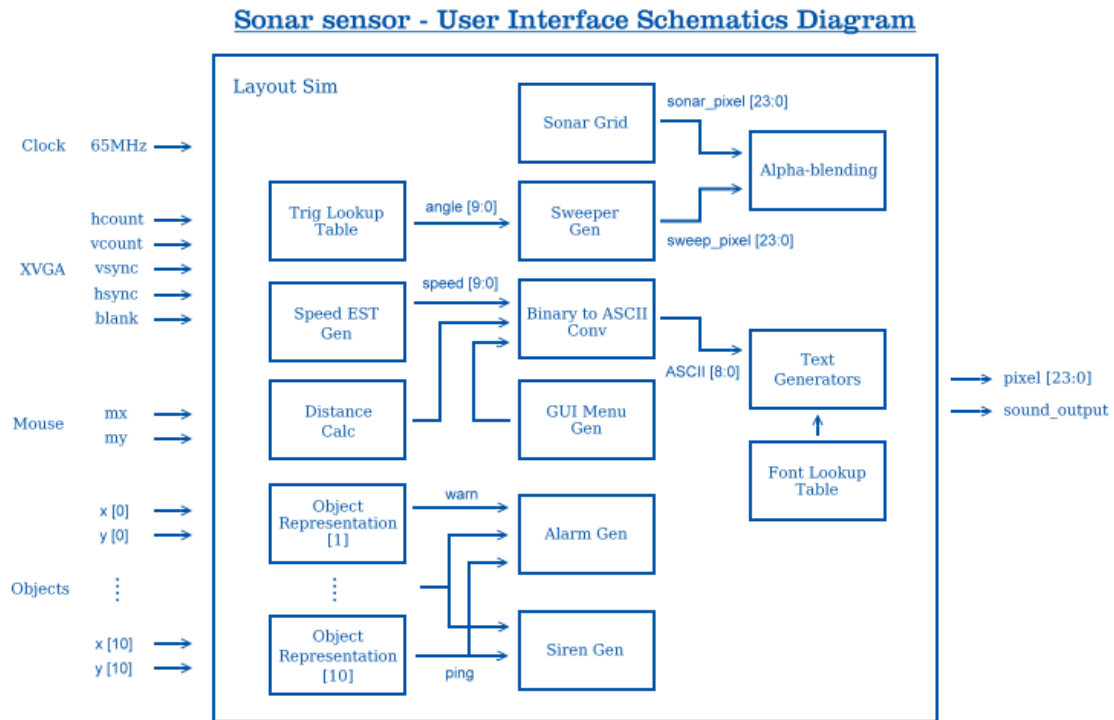 Sonar sensor - User Interface Schematics Diagram
Layout Sim
Clock 65MHz
XVGA
hcount
vcount
vsync
hsync
blank
Mouse
mx
my
Objects
x [0]
y [0]
x [10]
y [10]
Trig Lookup
Table
angle [9:0]
Speed EST
Gen
speed [9:0]
Distance
Calc
Object
Representation
[1]
warn
Object
Representation
[10]
ping
Sonar Grid
sonar_pixel [23:0]
Sweeper
Gen
sweep_pixel [23:0]
Binary to ASCII
Conv
ASCII [8:0]
GUI Menu
Gen
Alarm Gen
Siren Gen
Alpha-blending
Text
Generators
Font Lookup
Table
pixel [23:0]
sound_output